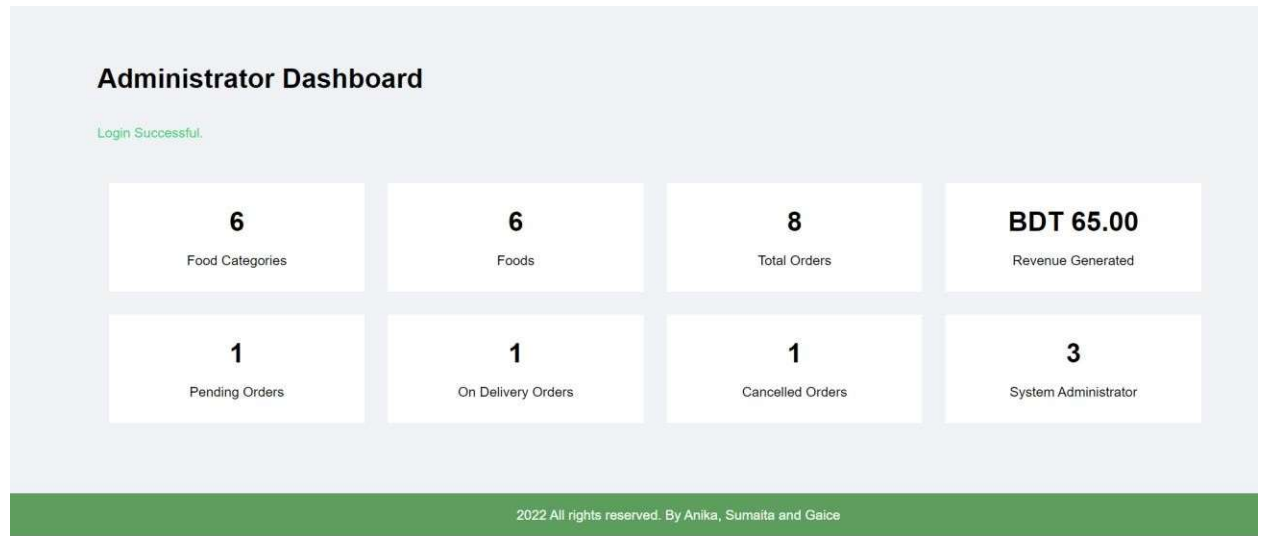 Administrator Dashboard
Login Successful.
6
Food Categories
6
Foods
8
Total Orders
BDT 65.00
Revenue Generated
1
Pending Orders
1
On Delivery Orders
1
Cancelled Orders
3
System Administrator
2022 All rights reserved. By Anika, Sumaita and Gaice